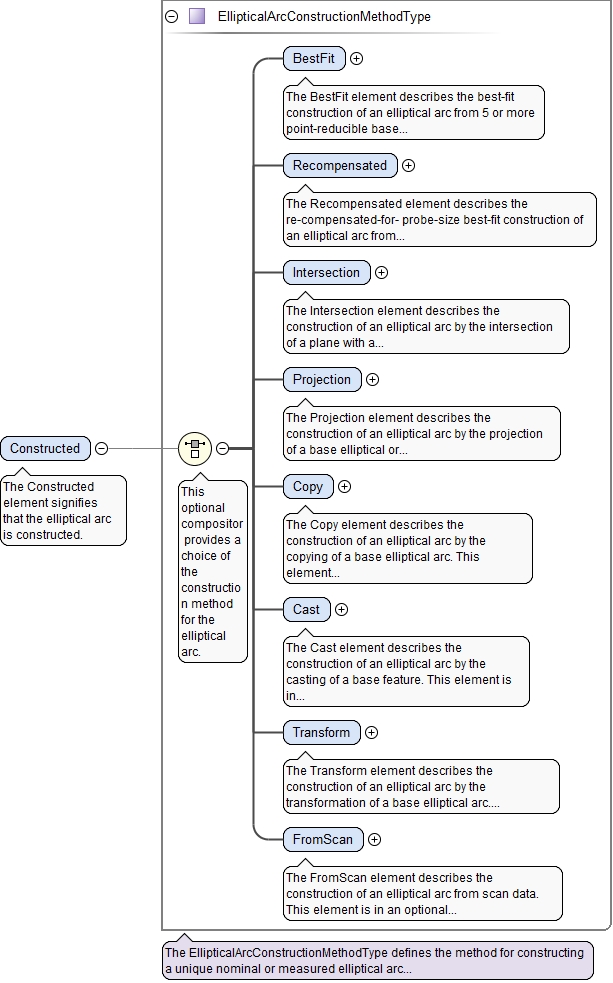 EllipticalArcConstructionMethodType
BestFit
The BestFit element describes the best-fit
construction of an elliptical arc from 5 or more
point-reducible base...
Recompensated
The Recompensated element describes the
re-compensated-for- probe-size best-fit construction of
an elliptical arc from...
Intersection
The Intersection element describes the
construction of an elliptical arc by the intersection
of a plane with a...
Projection
The Projection element describes the
construction of an elliptical arc by the projection
of a base elliptical or...
Constructed
The Constructed
element signifies
that the elliptical arc
is constructed.
This
optional
compositor
provides a
choice of
the
constructio
n method
for the
elliptical
arc.
Copy
The Copy element describes the
construction of an elliptical arc by the
copying of a base elliptical arc. This
element...
Cast
The Cast element describes the
construction of an elliptical arc by the
casting of a base feature. This element is
in...
Transform
The Transform element describes the
construction of an elliptical arc by the
transformation of a base elliptical arc....
FromScan
The FromScan element describes the
construction of an elliptical arc from scan data.
This element is in an optional...
The EllipticalArcConstructionMethodType defines the method for constructing
a unique nominal or measured elliptical arc...